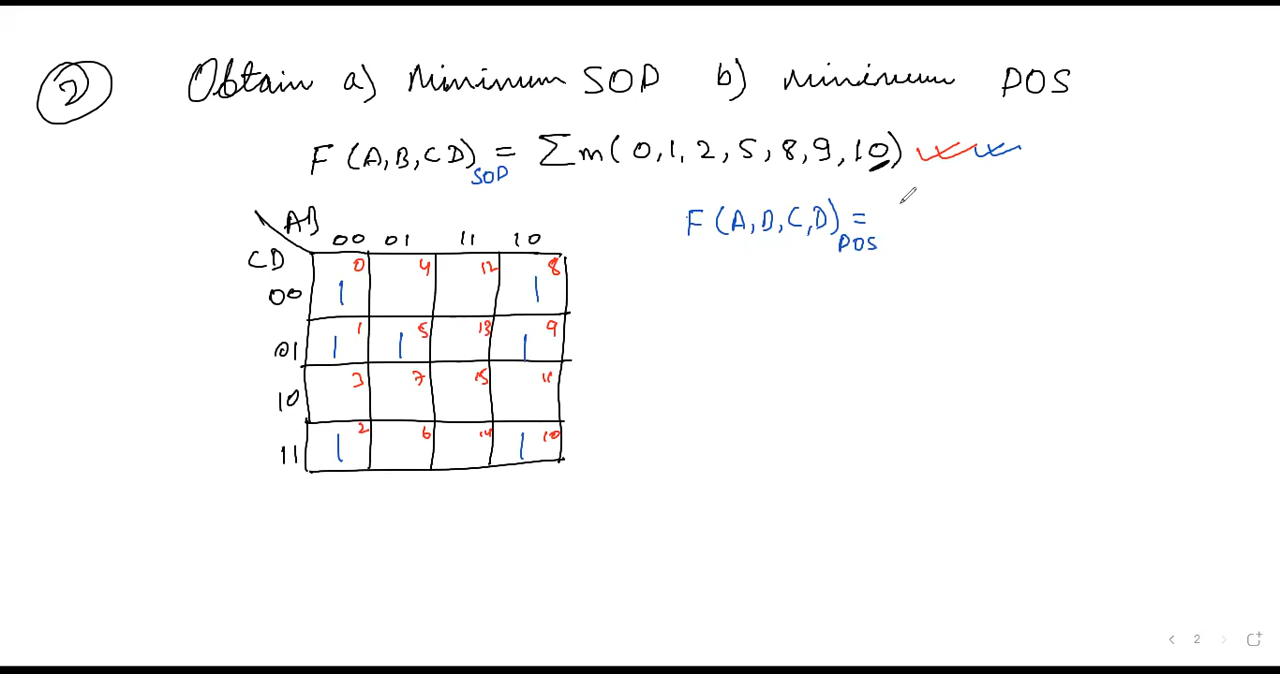 2 Obtain a) Minimum SOP b) minimum POS
F (A,B,CD) SOP = Σm(0,1,2,5,8,9,10)
F (A,B,C,D) POS =
AB
00 01 11 10
CD
00 0 1 4 12 8 1
01 1 1 5 1 13 9 1
10 3 7 15 11
11 2 1 6 14 10 1
< 2 >